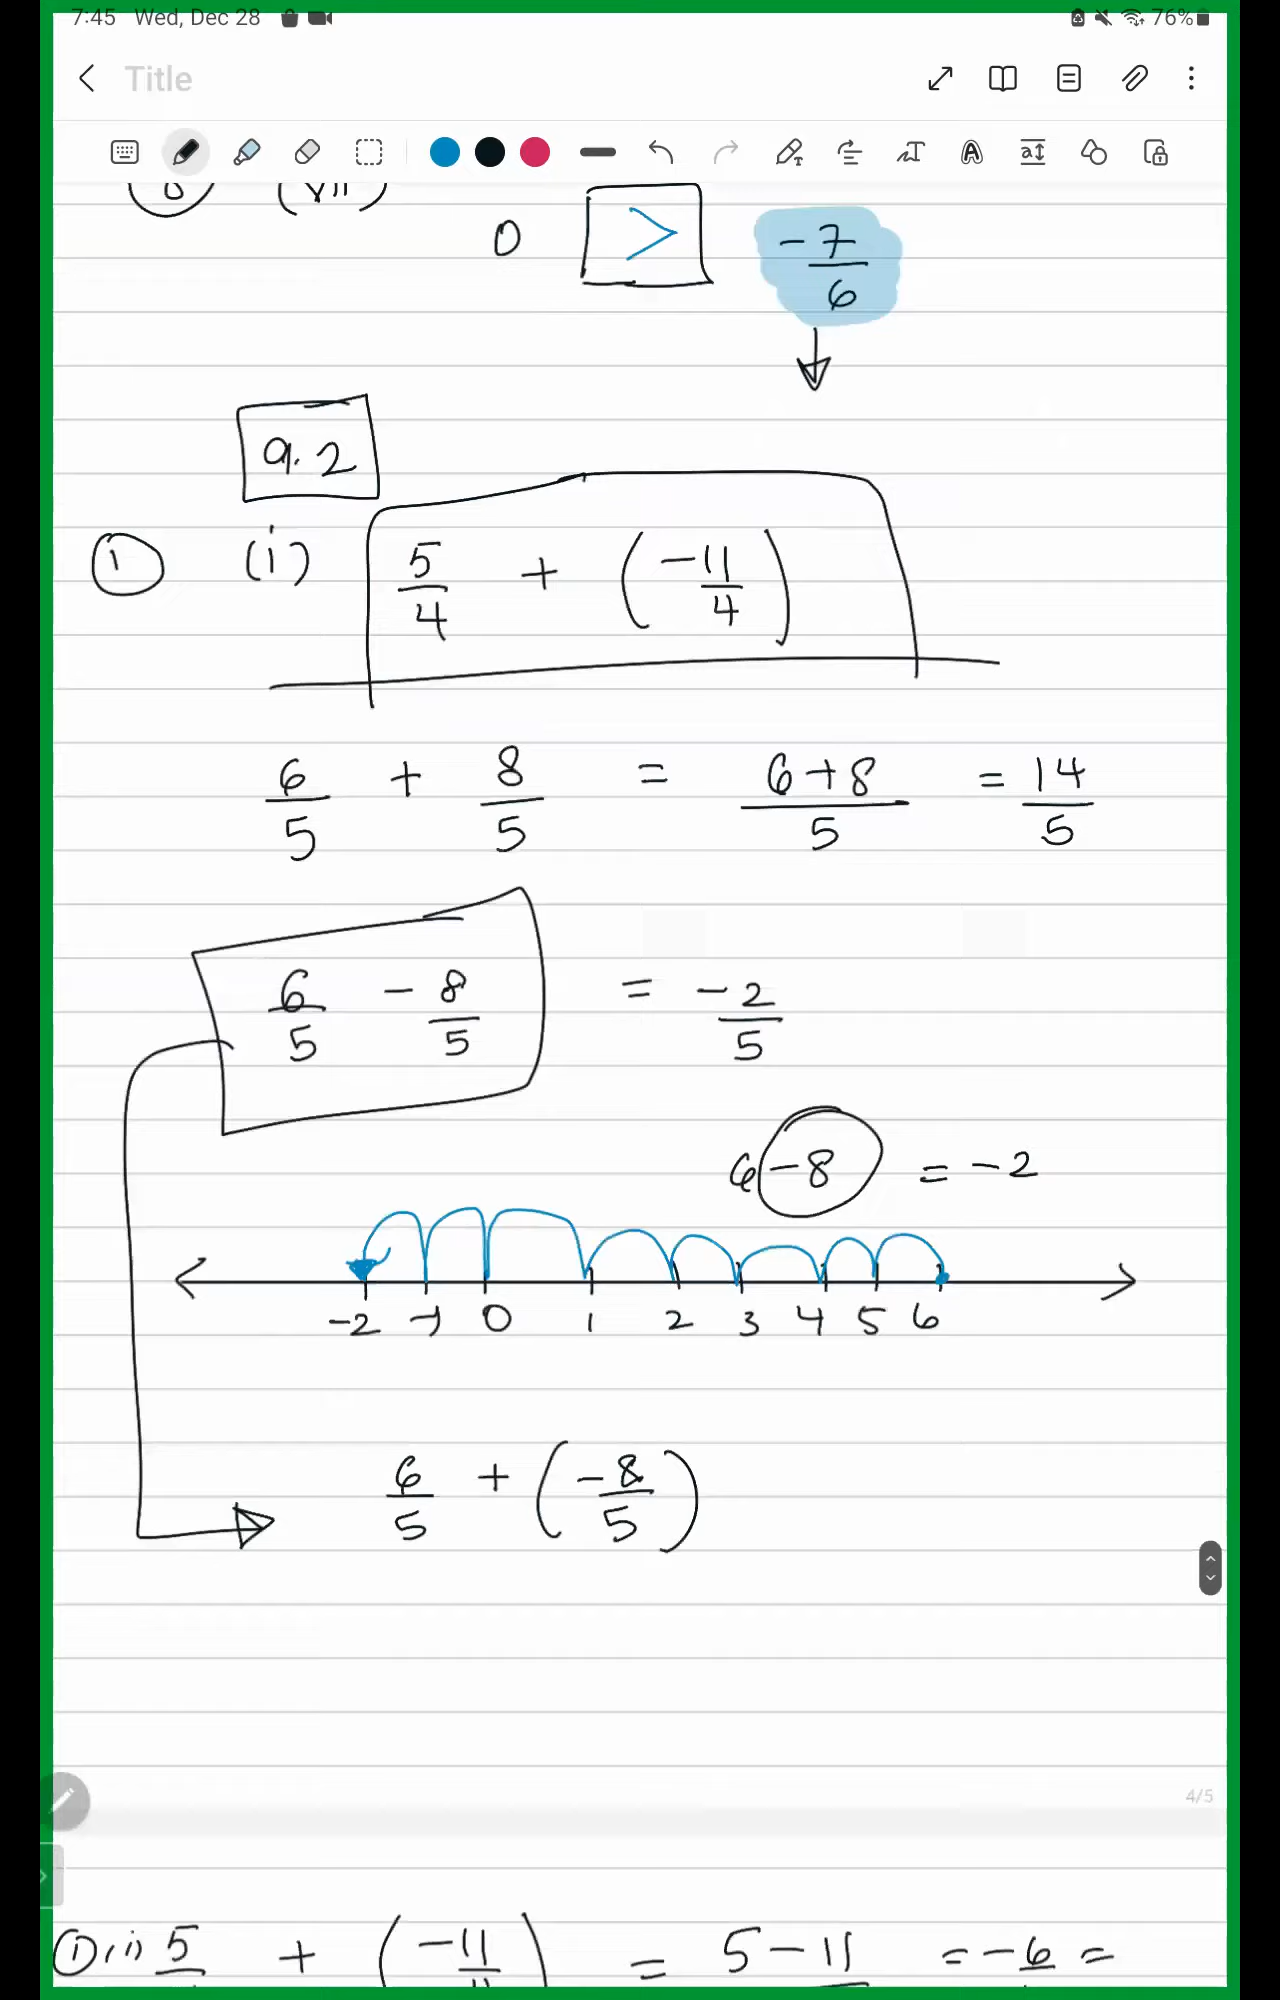 7:45 Wed, Dec 28 76%
Title
8 (vii)
0 > -7/6
9.2
1 (i) 5/4 + (-11/4)
6/5 + 8/5 = 6+8/5 = 14/5
6/5 - 8/5 = -2/5
6 -8 = -2
-2 -1 0 1 2 3 4 5 6
6/5 + (-8/5)
4/5
1 (i) 5 + (-11) = 5-11 = -6 =